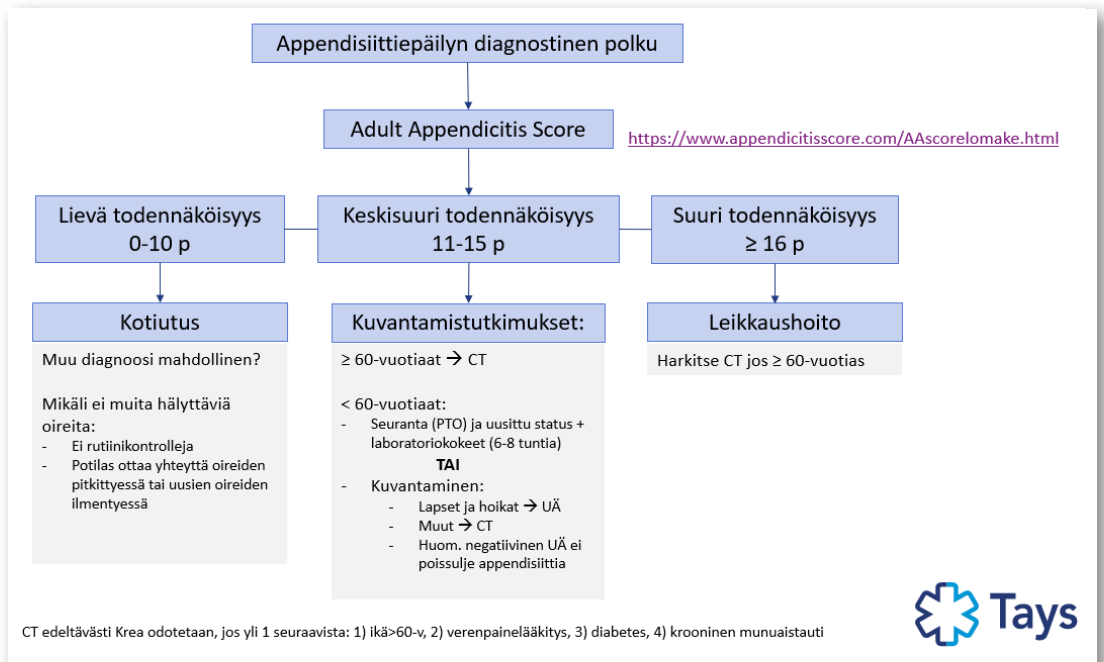 Appendisiittiepäilyn diagnostinen polku
Adult Appendicitis Score
https://www.appendicitisscore.com/AAscorelomake.html
Lievä todennäköisyys
0-10 p
Keskisuuri todennäköisyys
11-15 p
Suuri todennäköisyys
≥ 16 p
Kotiutus
Muu diagnoosi mahdollinen?
Mikäli ei muita hälyttäviä
oireita:
- Ei rutiinikontrolleja
- Potilas ottaa yhteyttä oireiden
pitkittyessä tai uusien oireiden
ilmentyessä
Kuvantamistutkimukset:
≥ 60-vuotiaat → CT
< 60-vuotiaat:
- Seuranta (PTO) ja uusittu status +
laboratoriokokeet (6-8 tuntia)
TAI
- Kuvantaminen:
- Lapset ja hoikat → UÄ
- Muut → CT
- Huom. negatiivinen UÄ ei
poissulje appendisiittia
Leikkaushoito
Harkitse CT jos ≥ 60-vuotias
Tays
CT edeltävästi Krea odotetaan, jos yli 1 seuraavista: 1) ikä>60-v, 2) verenpainelääkitys, 3) diabetes, 4) krooninen munuaistauti